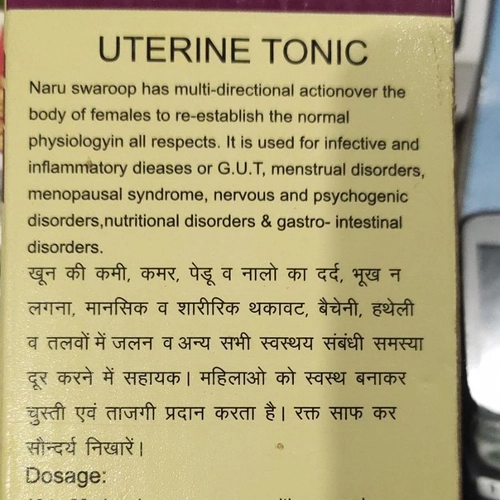 UTERINE TONIC
Naru swaroop has multi-directional actionover the
body of females to re-establish the normal
physiologyin all respects. It is used for infective and
inflammatory dieases or G.U.T, menstrual disorders,
menopausal syndrome, nervous and psychogenic
disorders,nutritional disorders & gastro- intestinal
disorders.
खून की कमी, कमर, पेडू व नालो का दर्द, भूख न
लगना, मानसिक व शारीरिक थकावट, बैचेनी, हथेली
व तलवों में जलन व अन्य सभी स्वस्थय संबंधी समस्या
दूर करने में सहायक। महिलाओ को स्वस्थ बनाकर
चुस्ती एवं ताजगी प्रदान करता है। रक्त साफ कर
सौन्दर्य निखारें।
Dosage: